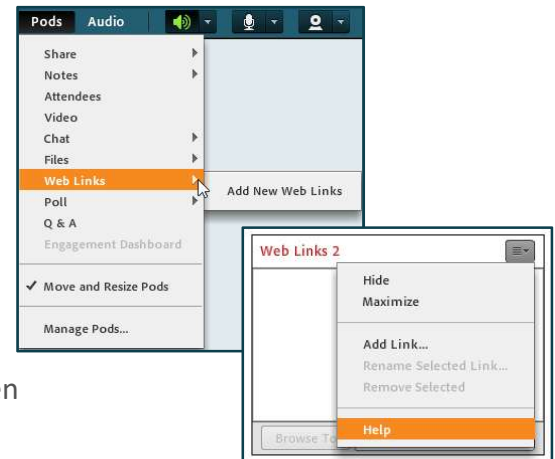 Pods Audio
Share
Notes
Attendees
Video
Chat
Files
Web Links
Add New Web Links
Poll
Q & A
Engagement Dashboard
✓ Move and Resize Pods
Manage Pods...
Web Links 2
Hide
Maximize
Add Link...
Rename Selected Link...
Remove Selected
Help
Browse To